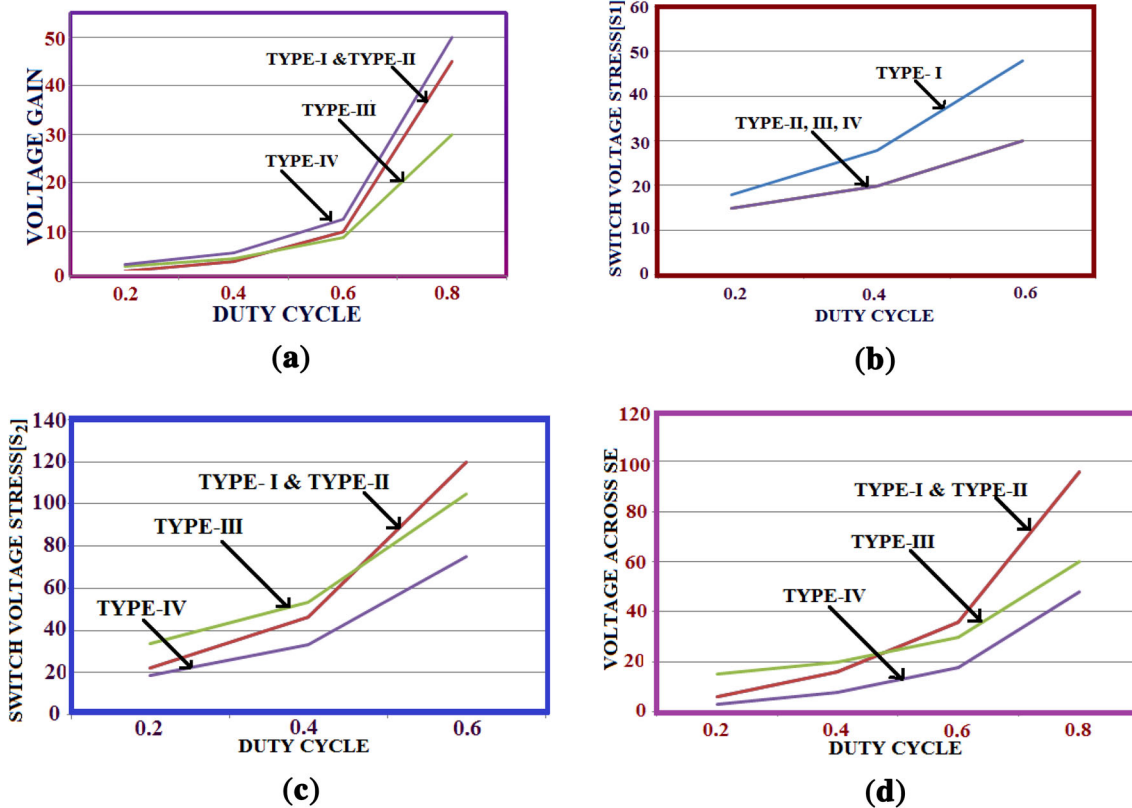 VOLTAGE GAIN
50
40
30
20
10
0
TYPE-I &TYPE-II
TYPE-III
TYPE-IV
0.2 0.4 0.6 0.8
DUTY CYCLE
(a)
SWITCH VOLTAGE STRESS[S1]
60
50
40
30
20
10
0
TYPE- I
TYPE-II, III, IV
0.2 0.4 0.6
DUTY CYCLE
(b)
SWITCH VOLTAGE STRESS[S2]
140
120
100
80
60
40
20
0
TYPE- I & TYPE-II
TYPE-III
TYPE-IV
0.2 0.4 0.6
DUTY CYCLE
(c)
VOLTAGE ACROSS SE
120
100
80
60
40
20
0
TYPE-I & TYPE-II
TYPE-III
TYPE-IV
0.2 0.4 0.6 0.8
DUTY CYCLE
(d)